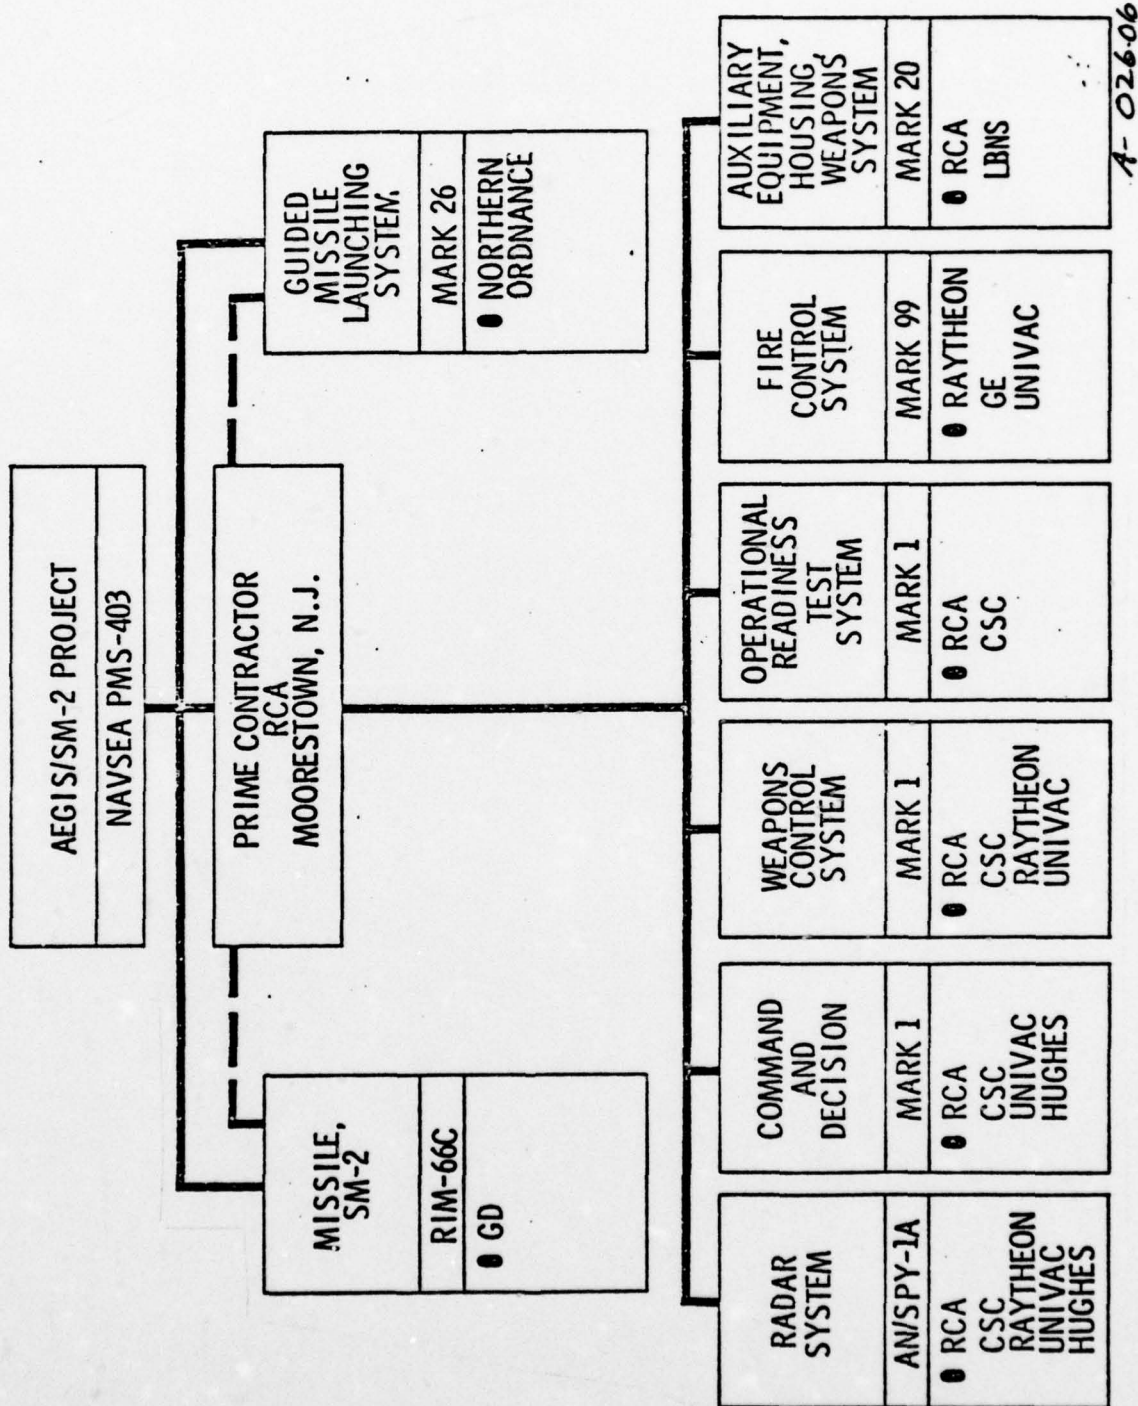 AEGIS/SM-2 PROJECT
NAVSEA PMS-403
PRIME CONTRACTOR
RCA
MOORESTOWN, N.J.
MISSILE,
SM-2
RIM-66C
● GD
GUIDED
MISSILE
LAUNCHING
SYSTEM
MARK 26
● NORTHERN
ORDNANCE
RADAR
SYSTEM
AN/SPY-1A
● RCA
CSC
RAYTHEON
UNIVAC
HUGHES
COMMAND
AND
DECISION
MARK 1
● RCA
CSC
UNIVAC
HUGHES
WEAPONS
CONTROL
SYSTEM
MARK 1
● RCA
CSC
RAYTHEON
UNIVAC
OPERATIONAL
READINESS
TEST
SYSTEM
MARK 1
● RCA
CSC
FIRE
CONTROL
SYSTEM
MARK 99
● RAYTHEON
GE
UNIVAC
AUXILIARY
EQUIPMENT,
HOUSING,
WEAPONS
SYSTEM
MARK 20
● RCA
LBNS
A- 02606